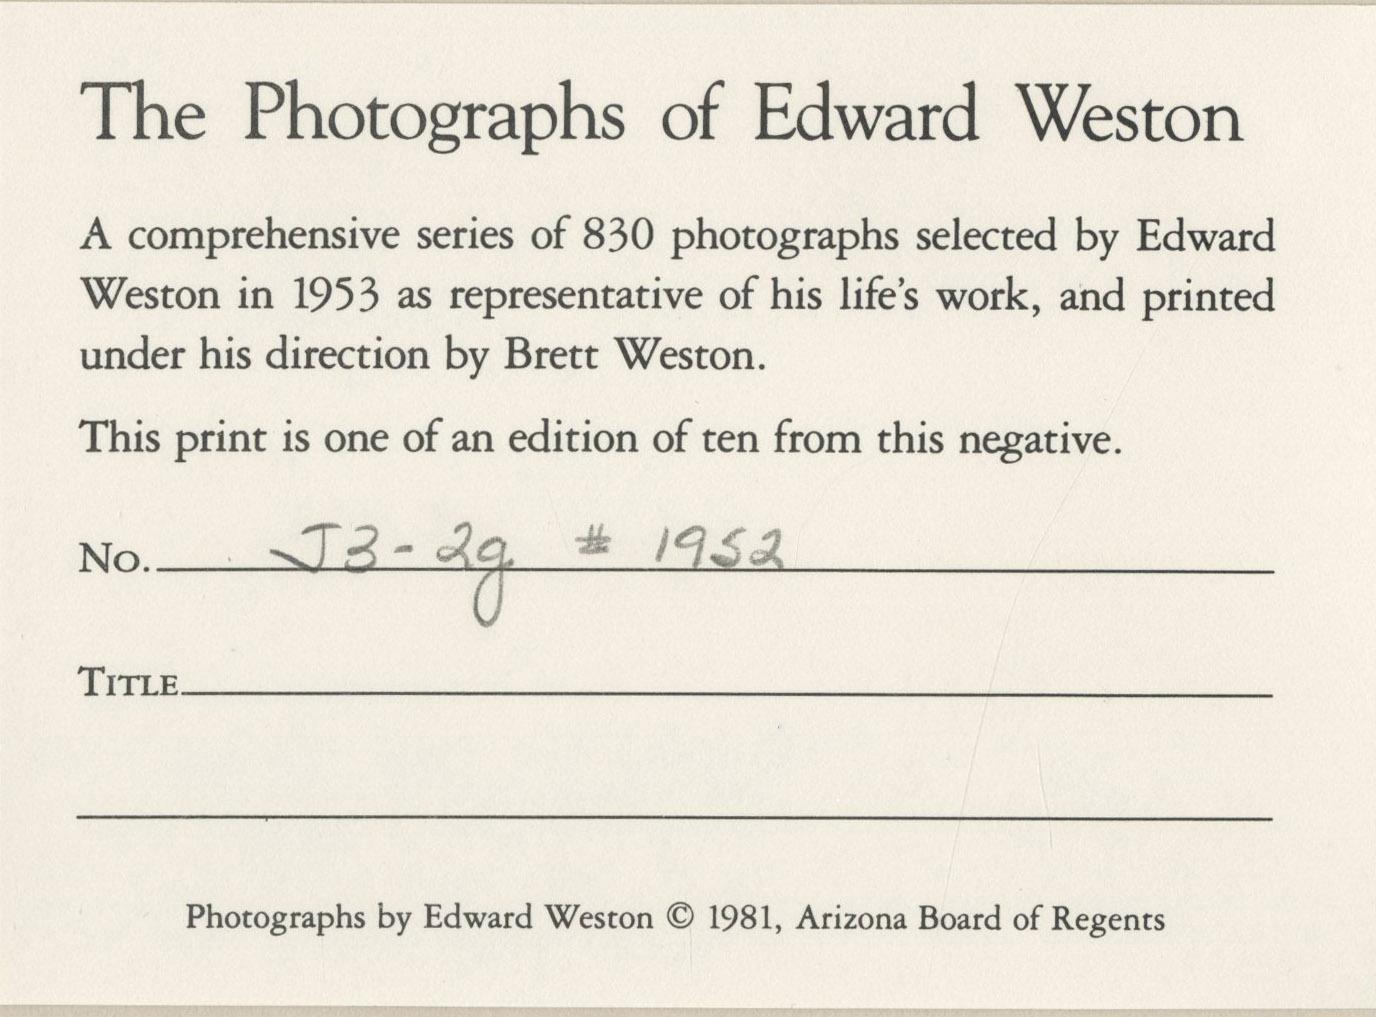 The Photographs of Edward Weston
A comprehensive series of 830 photographs selected by Edward
Weston in 1953 as representative of his life's work, and printed
under his direction by Brett Weston.
This print is one of an edition of ten from this negative.
No. J3-2g # 1952
Title
Photographs by Edward Weston © 1981, Arizona Board of Regents